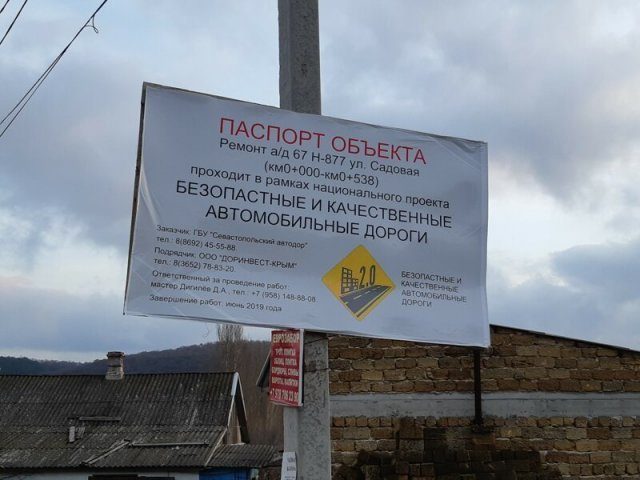 ПАСПОРТ ОБЪЕКТА
Ремонт а/д 67 Н-877 ул. Садовая
(км0+000-км0+538)
проходит в рамках национального проекта
БЕЗОПАСТНЫЕ И КАЧЕСТВЕННЫЕ
АВТОМОБИЛЬНЫЕ ДОРОГИ
Заказчик: ГБУ "Севастопольский автодор"
тел.: 8(8692) 45-55-88.
Подрядчик: ООО "ДОРИНВЕСТ-КРЫМ"
тел.: 8(3652) 78-83-20.
Ответственный за проведение работ:
мастер Дигилёв Д.А., тел.: +7 (958) 148-88-08
Завершение работ: июнь 2019 года
2.0
БЕЗОПАСТНЫЕ И
КАЧЕСТВЕННЫЕ
АВТОМОБИЛЬНЫЕ
ДОРОГИ
ЕВРОЗАБОР